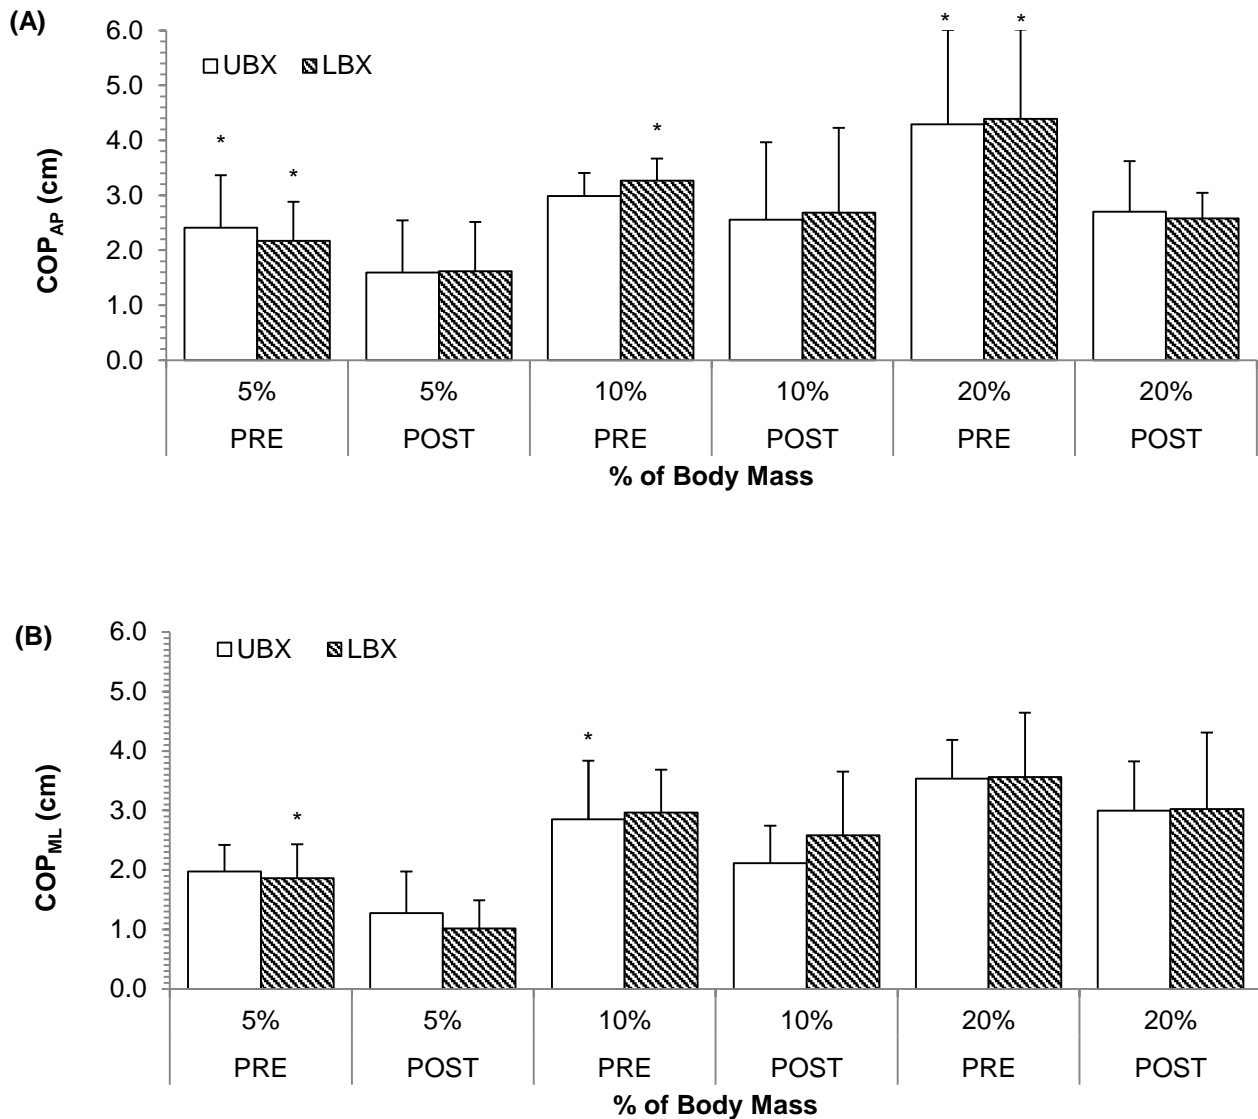 (A)
6.0
* *
UBX LBX
5.0
* * *
4.0
3.0
2.0
1.0
0.0
COP_AP (cm)
5% 5% 10% 10% 20% 20%
PRE POST PRE POST PRE POST
% of Body Mass
(B)
6.0
UBX LBX
5.0
4.0
* *
3.0
2.0
1.0
0.0
COP_ML (cm)
5% 5% 10% 10% 20% 20%
PRE POST PRE POST PRE POST
% of Body Mass